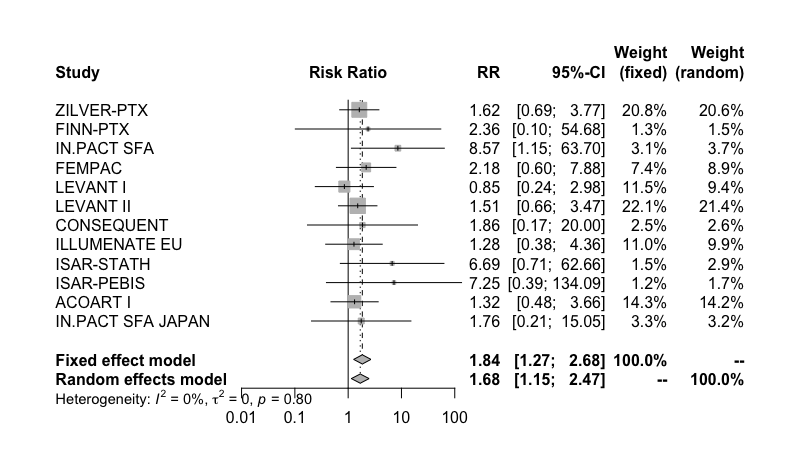 Weight Weight
Study Risk Ratio RR 95%-CI (fixed) (random)
ZILVER-PTX 1.62 [0.69; 3.77] 20.8% 20.6%
FINN-PTX 2.36 [0.10; 54.68] 1.3% 1.5%
IN.PACT SFA 8.57 [1.15; 63.70] 3.1% 3.7%
FEMPAC 2.18 [0.60; 7.88] 7.4% 8.9%
LEVANT I 0.85 [0.24; 2.98] 11.5% 9.4%
LEVANT II 1.51 [0.66; 3.47] 22.1% 21.4%
CONSEQUENT 1.86 [0.17; 20.00] 2.5% 2.6%
ILLUMENATE EU 1.28 [0.38; 4.36] 11.0% 9.9%
ISAR-STATH 6.69 [0.71; 62.66] 1.5% 2.9%
ISAR-PEBIS 7.25 [0.39; 134.09] 1.2% 1.7%
ACOART I 1.32 [0.48; 3.66] 14.3% 14.2%
IN.PACT SFA JAPAN 1.76 [0.21; 15.05] 3.3% 3.2%
Fixed effect model 1.84 [1.27; 2.68] 100.0% --
Random effects model 1.68 [1.15; 2.47] -- 100.0%
Heterogeneity: I² = 0%, τ² = 0, p = 0.80
0.01 0.1 1 10 100